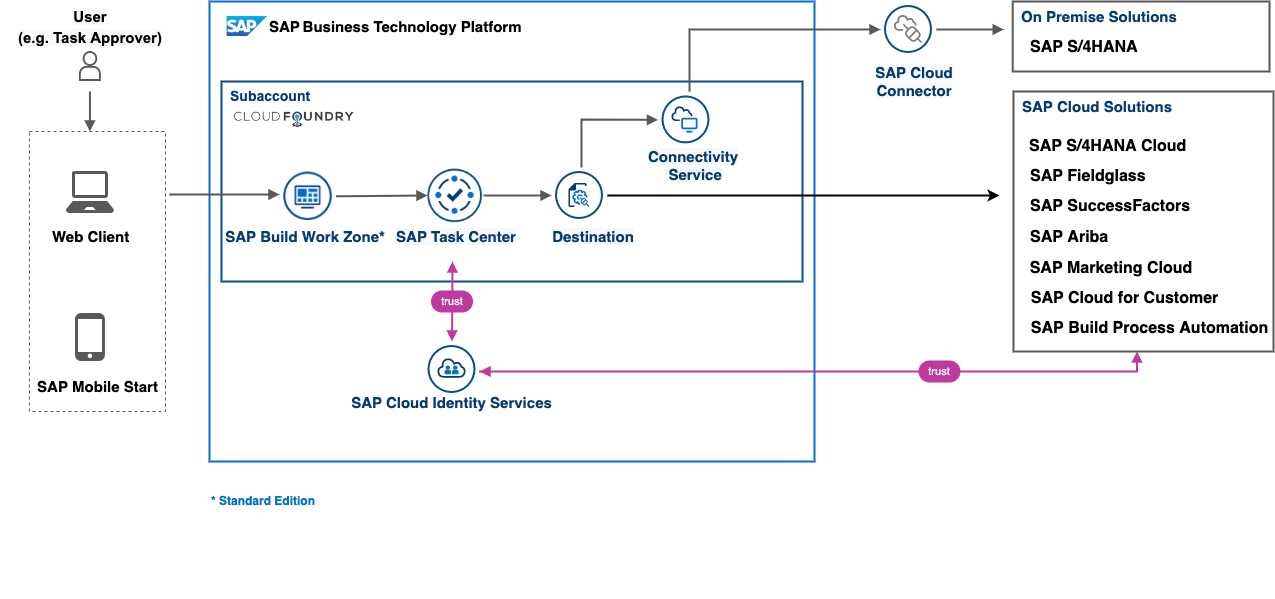 User
(e.g. Task Approver)
Web Client
SAP Mobile Start
SAP SAP Business Technology Platform
Subaccount
CLOUD FOUNDRY
SAP Build Work Zone*
SAP Task Center
Destination
Connectivity
Service
trust
SAP Cloud Identity Services
trust
SAP Cloud
Connector
On Premise Solutions
SAP S/4HANA
SAP Cloud Solutions
SAP S/4HANA Cloud
SAP Fieldglass
SAP SuccessFactors
SAP Ariba
SAP Marketing Cloud
SAP Cloud for Customer
SAP Build Process Automation
* Standard Edition